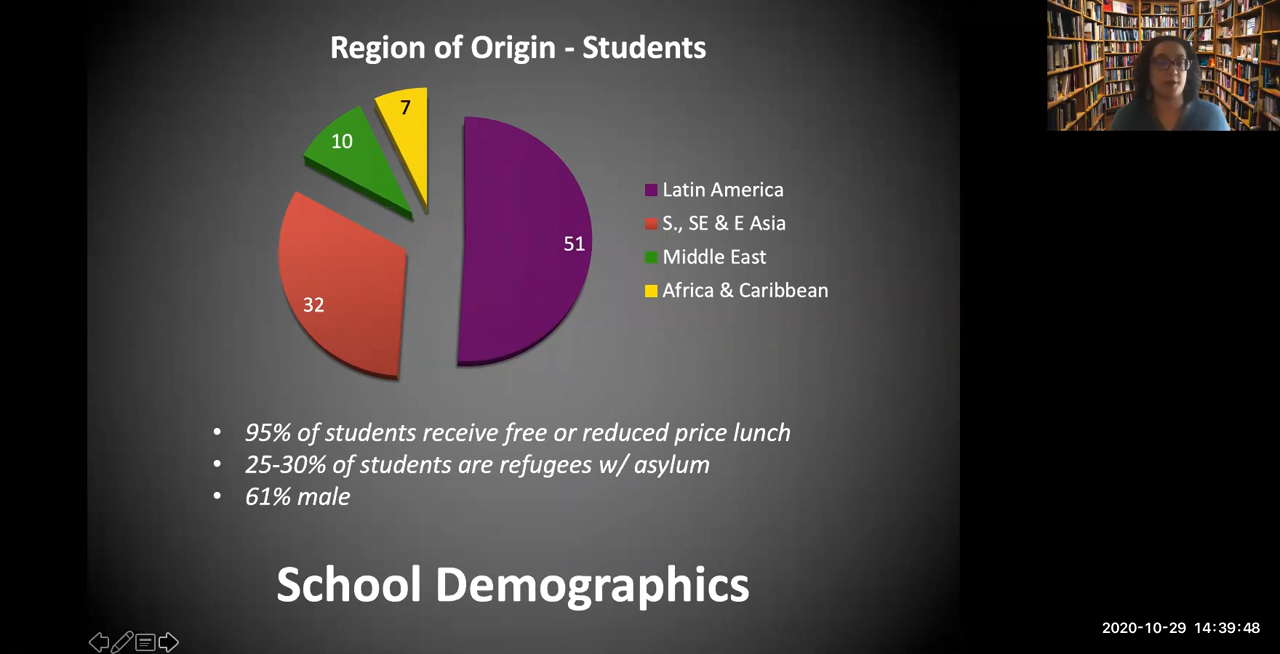 Region of Origin - Students
7
10
51
32
Latin America
S., SE & E Asia
Middle East
Africa & Caribbean
• 95% of students receive free or reduced price lunch
• 25-30% of students are refugees w/ asylum
• 61% male
School Demographics
2020-10-29 14:39:48